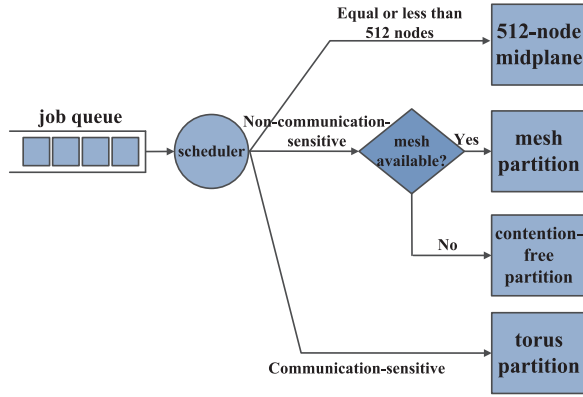 Equal or less than
512 nodes
512-node
midplane
job queue
scheduler
Non-communication-
sensitive
mesh
available?
Yes
mesh
partition
No
contention-
free
partition
Communication-sensitive
torus
partition